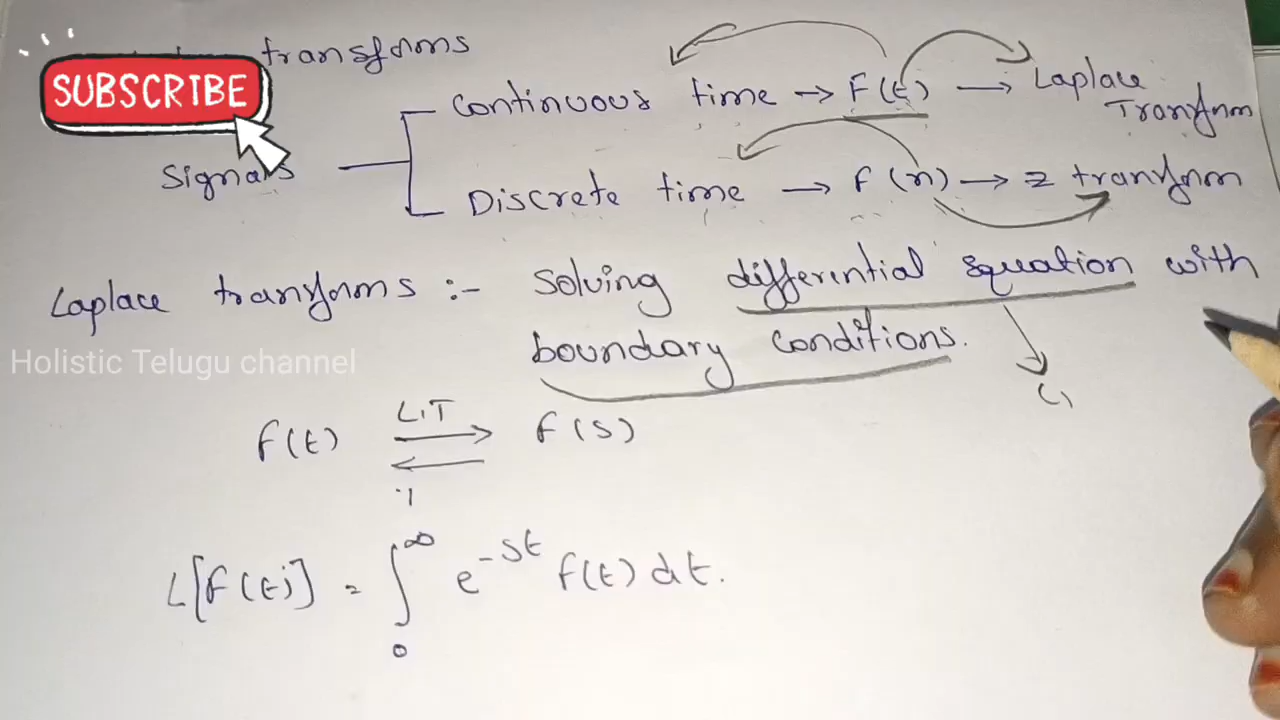 transforms
SUBSCRIBE
Continuous time → F(t) → Laplace Transform
Signals
Discrete time → f(n) → z transform
Laplace transforms :- Solving differential equation with
boundary conditions.
Holistic Telugu channel
L.T
f(t) ⇄ f(s)
L[f(t)] = ∫₀^∞ e^-st f(t) dt.